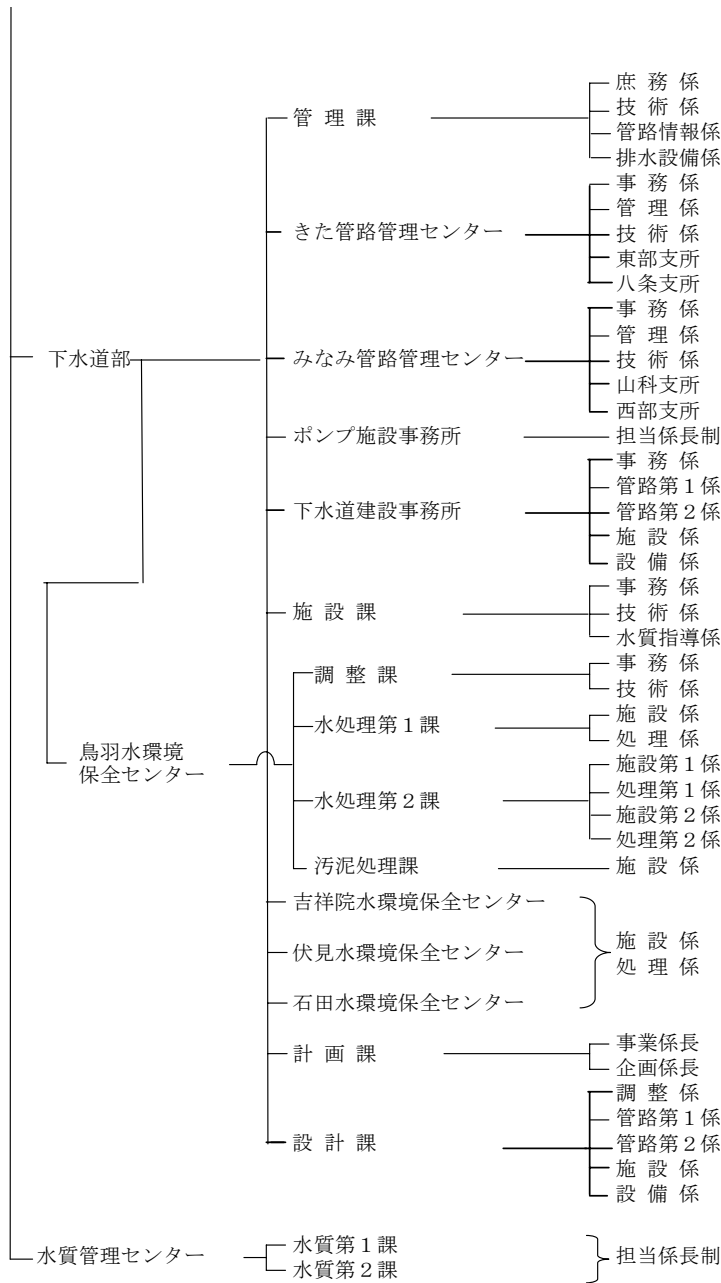 庶務係
技術係
管理課
管路情報係
排水設備係
事務係
管理係
きた管路管理センター
技術係
東部支所
八条支所
事務係
管理係
下水道部
みなみ管路管理センター
技術係
山科支所
西部支所
ポンプ施設事務所
担当係長制
事務係
管路第1係
下水道建設事務所
管路第2係
施設係
設備係
事務係
施設課
技術係
水質指導係
調整課
事務係
技術係
鳥羽水環境
保全センター
水処理第1課
施設係
処理係
水処理第2課
施設第1係
処理第1係
施設第2係
処理第2係
汚泥処理課
施設係
吉祥院水環境保全センター
伏見水環境保全センター
石田水環境保全センター
施設係
処理係
計画課
事業係長
企画係長
設計課
調整係
管路第1係
管路第2係
施設係
設備係
水質管理センター
水質第1課
水質第2課
担当係長制